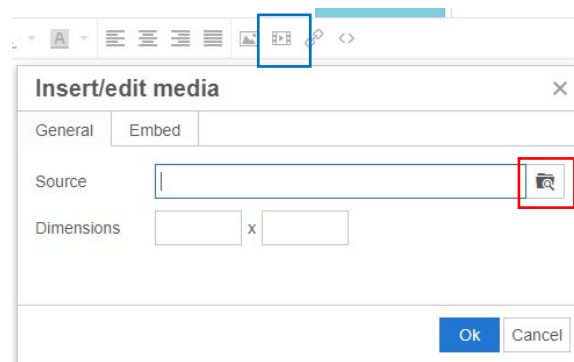 A
Insert/edit media
General Embed
Source
Dimensions x
Ok Cancel